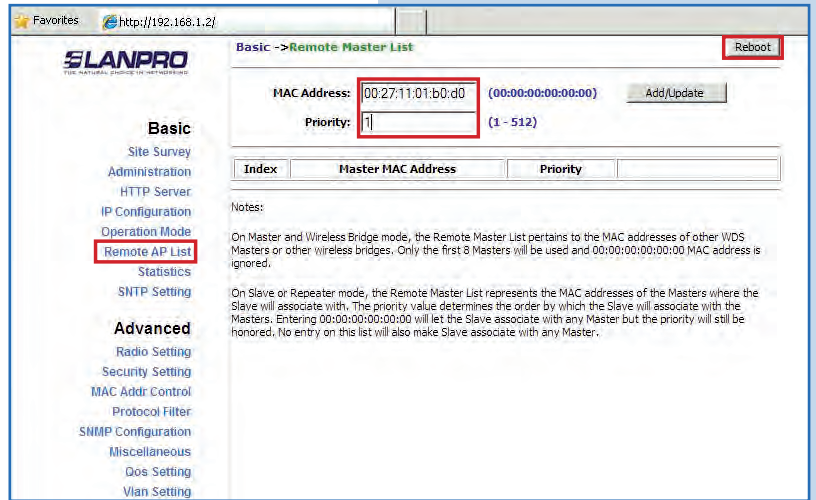 Favorites
http://192.168.1.2/
LANPRO
THE NATURAL CHOICE IN NETWORKING
Basic ->Remote Master List
Reboot
MAC Address: 00:27:11:01:b0:d0 (00:00:00:00:00:00) Add/Update
Priority: 1 (1 - 512)
Basic
Site Survey
Administration
HTTP Server
IP Configuration
Operation Mode
Remote AP List
Statistics
SNTP Setting
Advanced
Radio Setting
Security Setting
MAC Addr Control
Protocol Filter
SNMP Configuration
Miscellaneous
Qos Setting
Vlan Setting
Index Master MAC Address Priority
Notes:
On Master and Wireless Bridge mode, the Remote Master List pertains to the MAC addresses of other WDS
Masters or other wireless bridges. Only the first 8 Masters will be used and 00:00:00:00:00:00 MAC address is
ignored.
On Slave or Repeater mode, the Remote Master List represents the MAC addresses of the Masters where the
Slave will associate with. The priority value determines the order by which the Slave will associate with the
Masters. Entering 00:00:00:00:00:00 will let the Slave associate with any Master but the priority will still be
honored. No entry on this list will also make Slave associate with any Master.